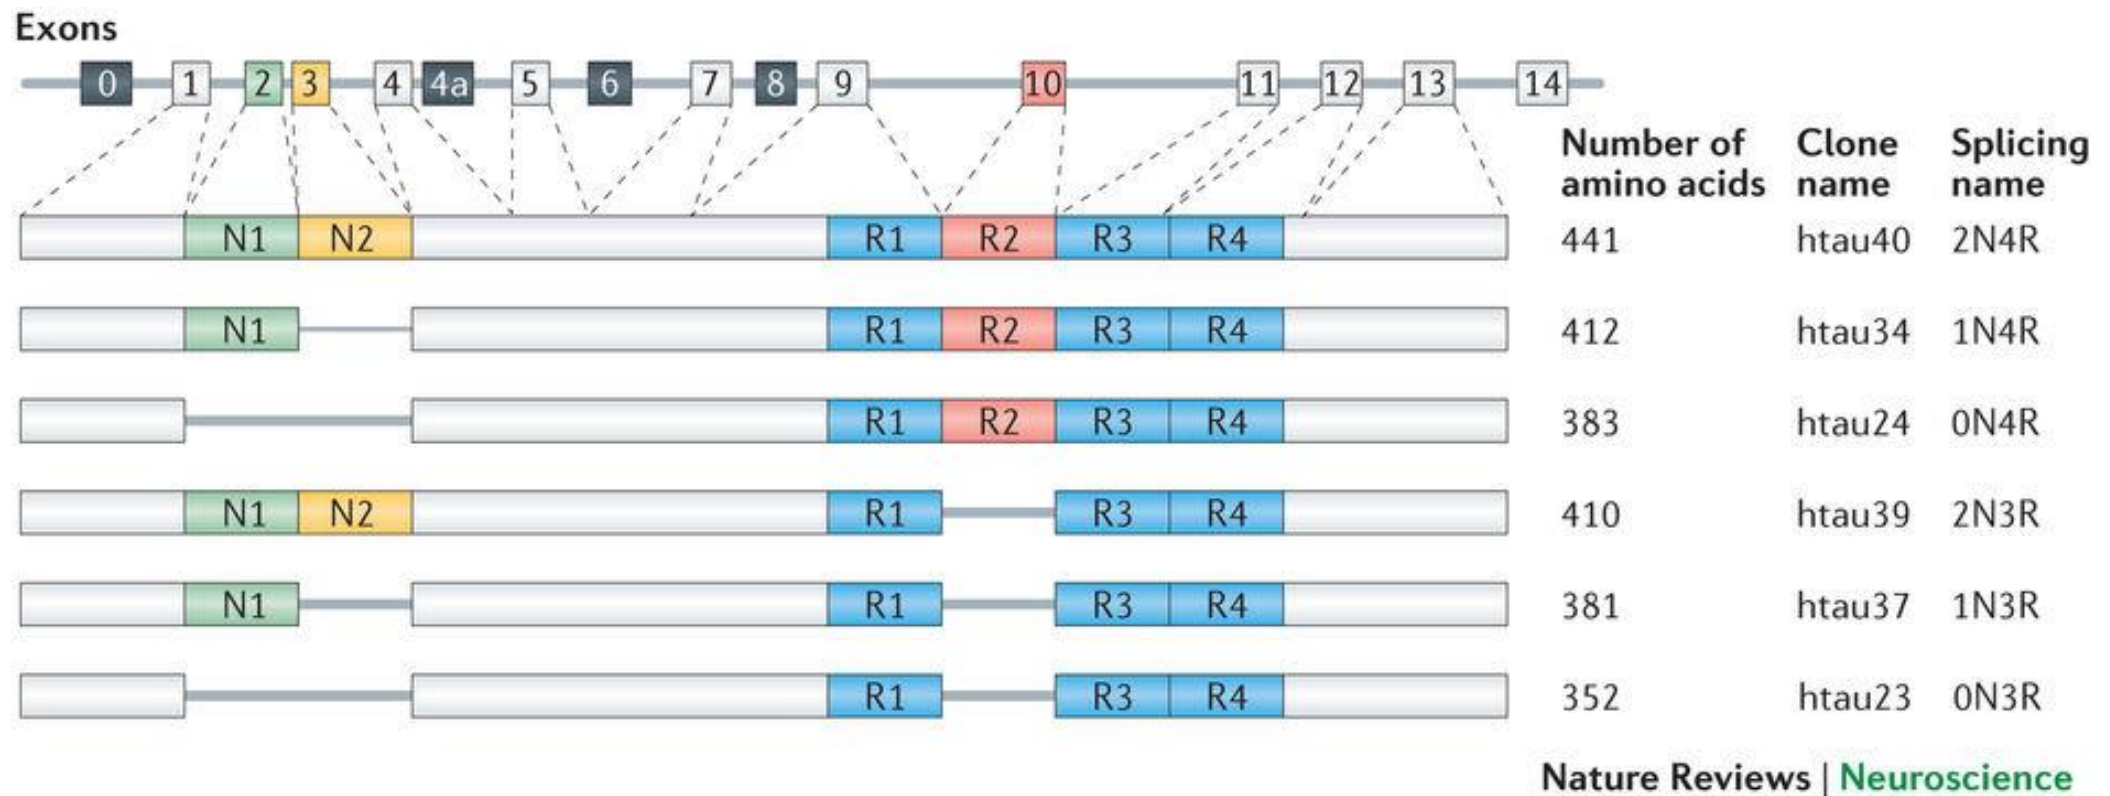 Exons
0 1 2 3 4 4a 5 6 7 8 9 10 11 12 13 14
Number of amino acids Clone name Splicing name
N1 N2 R1 R2 R3 R4 441 htau40 2N4R
N1 R1 R2 R3 R4 412 htau34 1N4R
R1 R2 R3 R4 383 htau24 0N4R
N1 N2 R1 R3 R4 410 htau39 2N3R
N1 R1 R3 R4 381 htau37 1N3R
R1 R3 R4 352 htau23 0N3R
Nature Reviews | Neuroscience